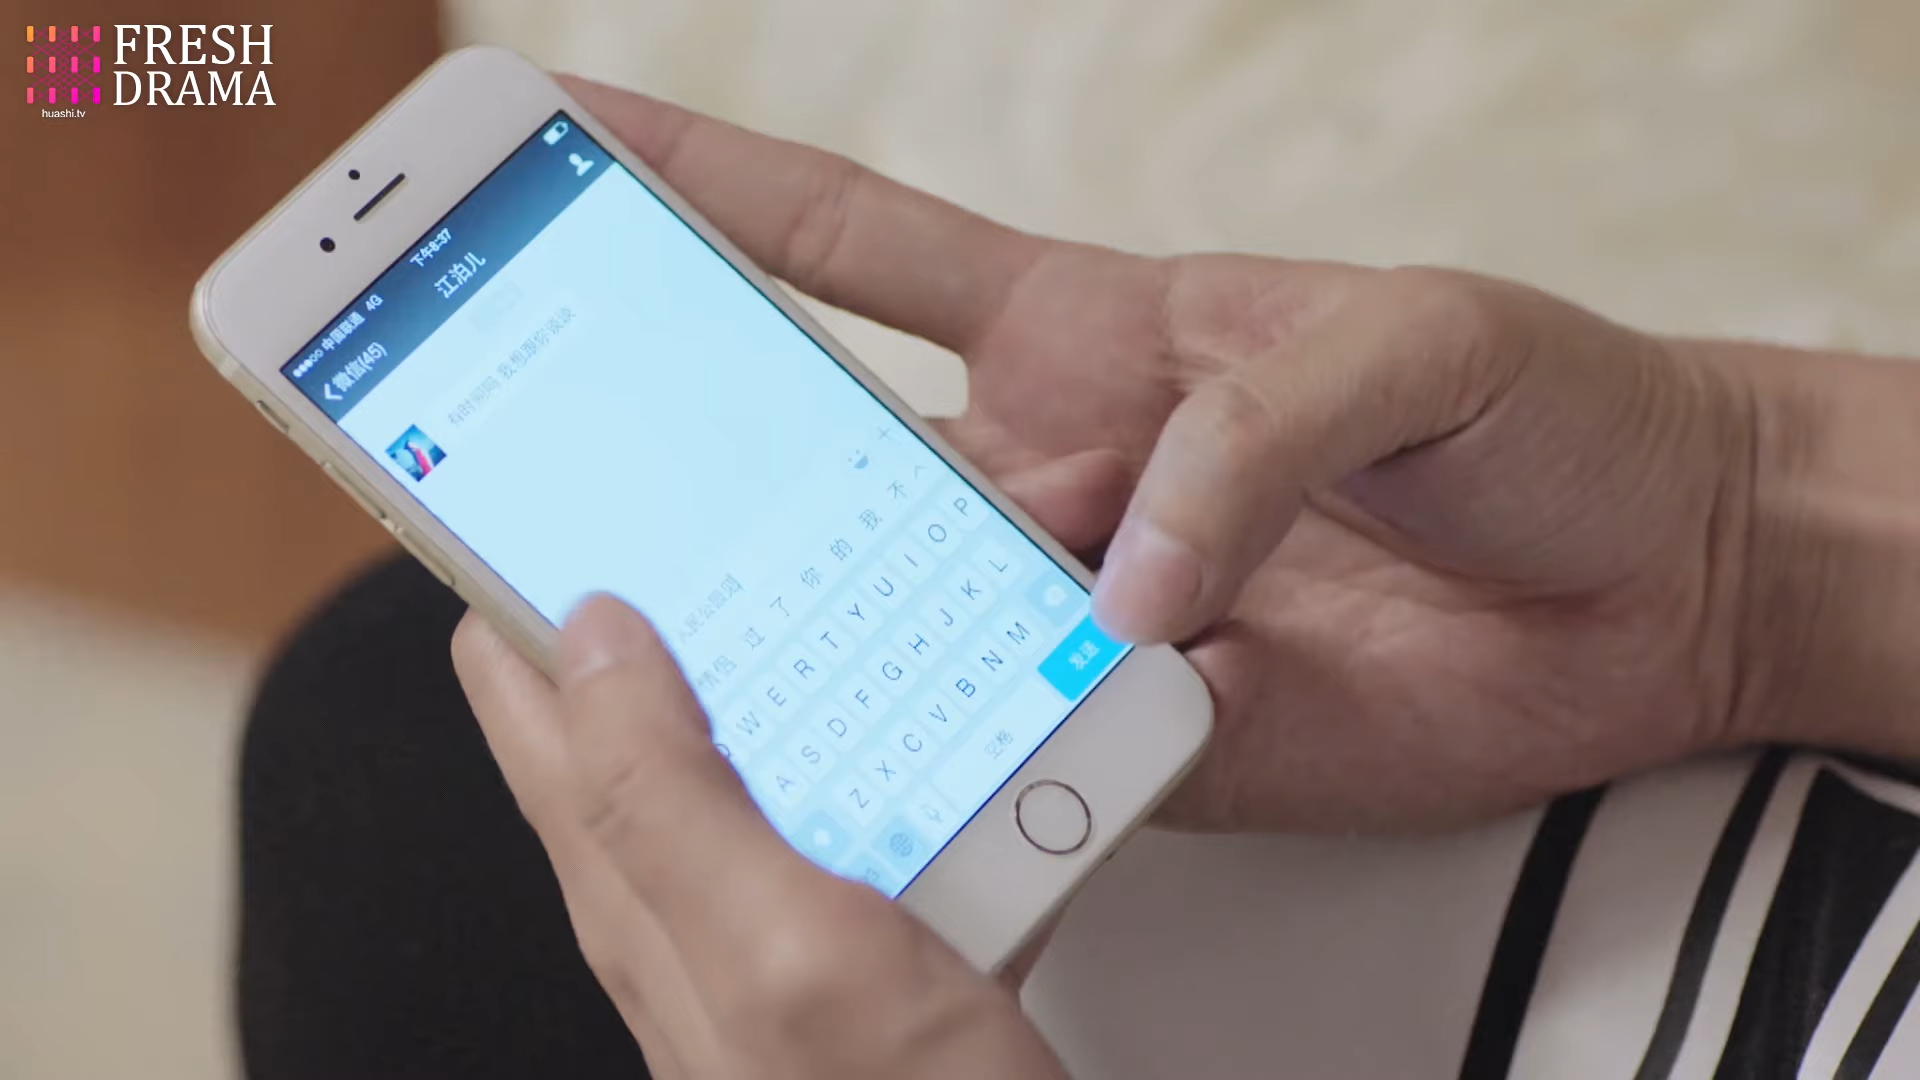 FRESH
DRAMA
huashi.tv
中国联通 4G 下午8:37
微信(45) 江泊儿
有时间吗 我想跟你谈谈
人民公园见
情侣 过 了 你 的 我 不
W E R T Y U I O P
A S D F G H J K L
Z X C V B N M
空格 发送